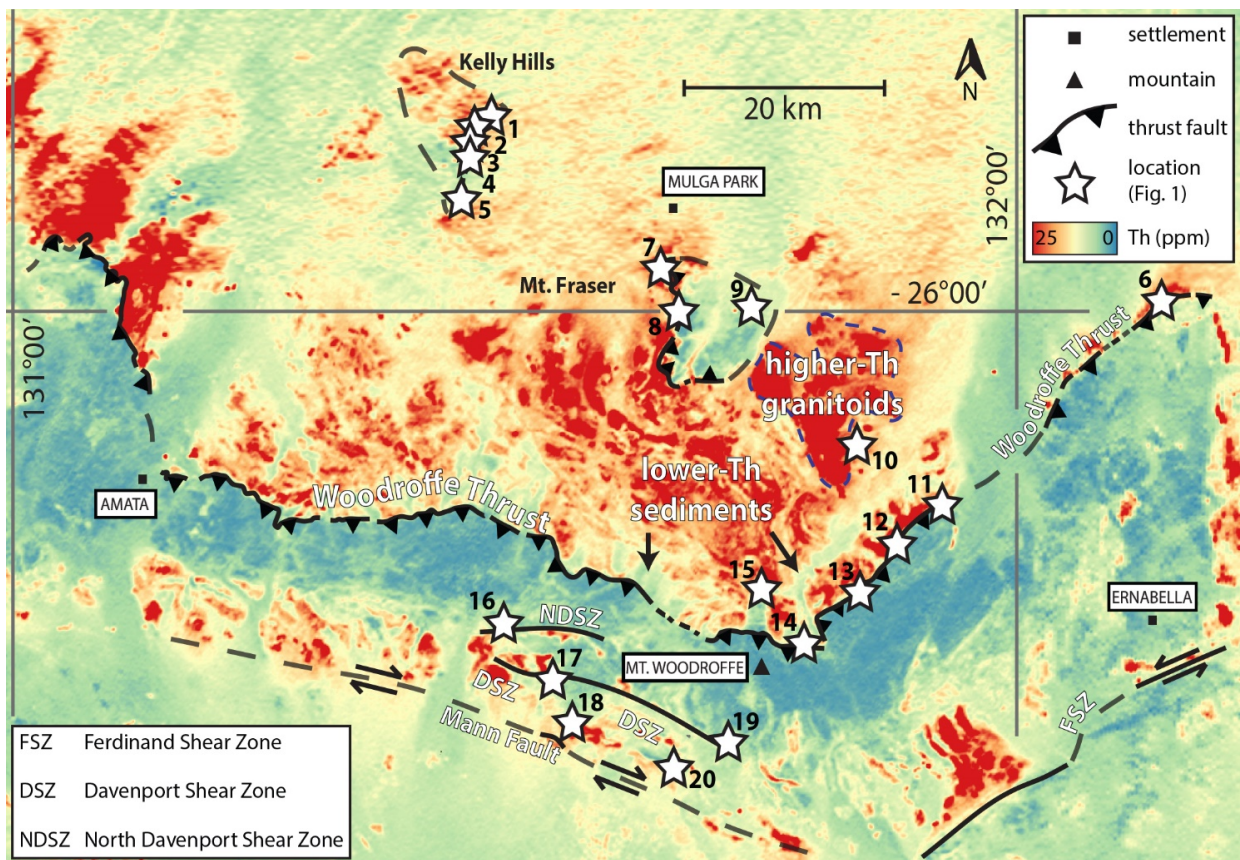 Kelly Hills
1
2
3
4
5
N
20 km
settlement
mountain
thrust fault
location
(Fig. 1)
25 0 Th (ppm)
132°00’
MULGA PARK
7
Mt. Fraser
8
9
- 26°00’
6
131°00’
higher-Th
granitoids
10
Woodroffe Thrust
lower-Th
sediments
11
12
13
AMATA
Woodroffe Thrust
15
14
16
NDSZ
ERNABELLA
MT. WOODROFFE
17
DSZ
18
DSZ
19
Mann Fault
20
FSZ
FSZ Ferdinand Shear Zone
DSZ Davenport Shear Zone
NDSZ North Davenport Shear Zone